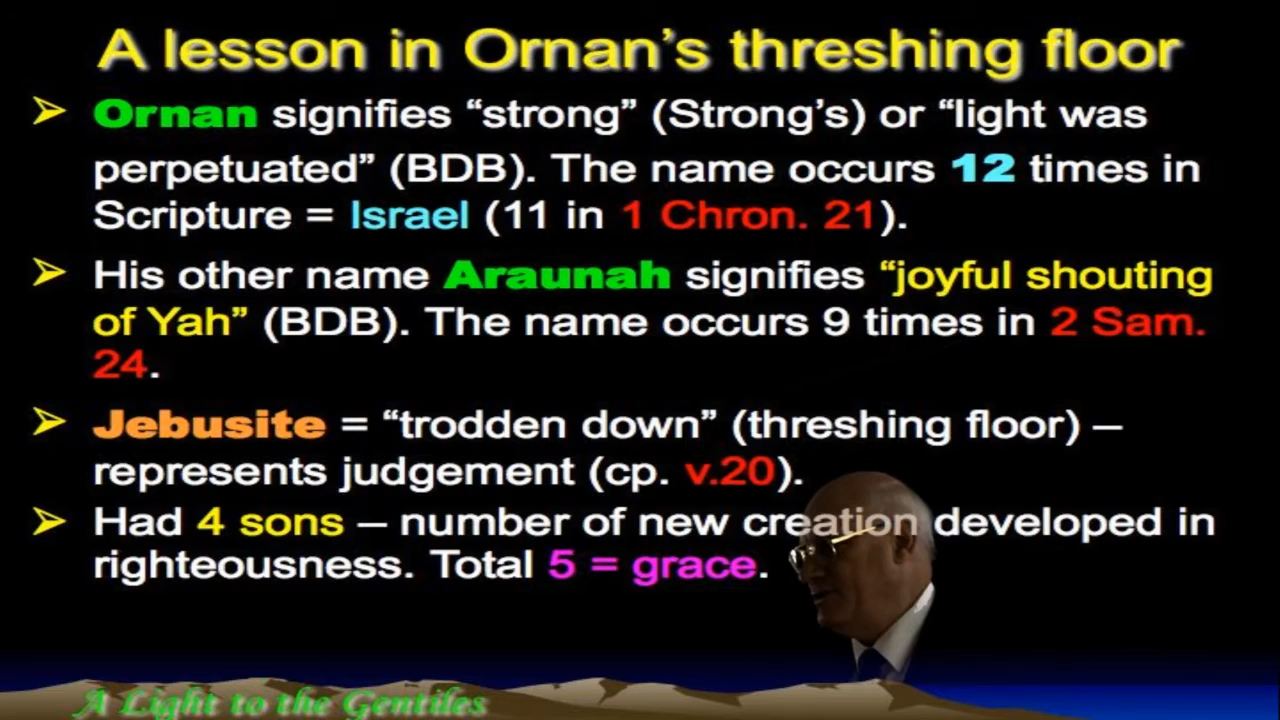 A lesson in Ornan's threshing floor
➢ Ornan signifies “strong” (Strong's) or “light was
perpetuated” (BDB). The name occurs 12 times in
Scripture = Israel (11 in 1 Chron. 21).
➢ His other name Araunah signifies “joyful shouting
of Yah” (BDB). The name occurs 9 times in 2 Sam.
24.
➢ Jebusite = “trodden down” (threshing floor) –
represents judgement (cp. v.20).
➢ Had 4 sons – number of new creation developed in
righteousness. Total 5 = grace.
A Light to the Gentiles